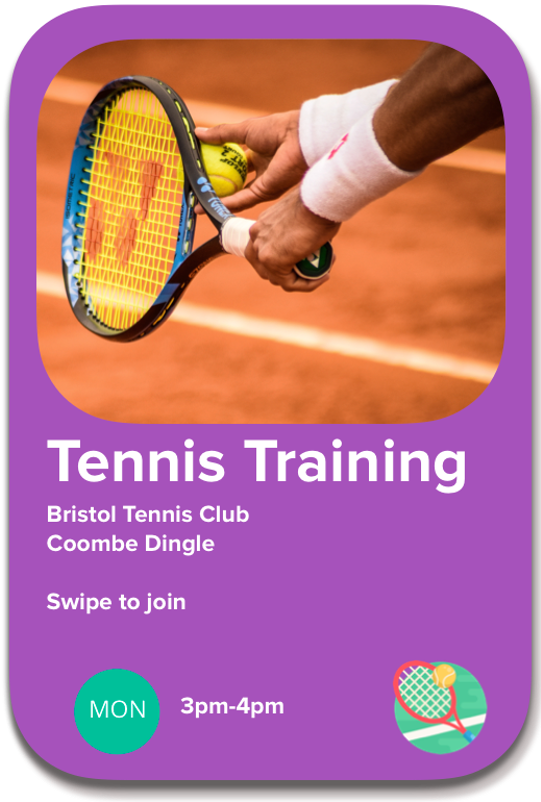 Tennis Training
Bristol Tennis Club
Coombe Dingle
Swipe to join
MON
3pm-4pm